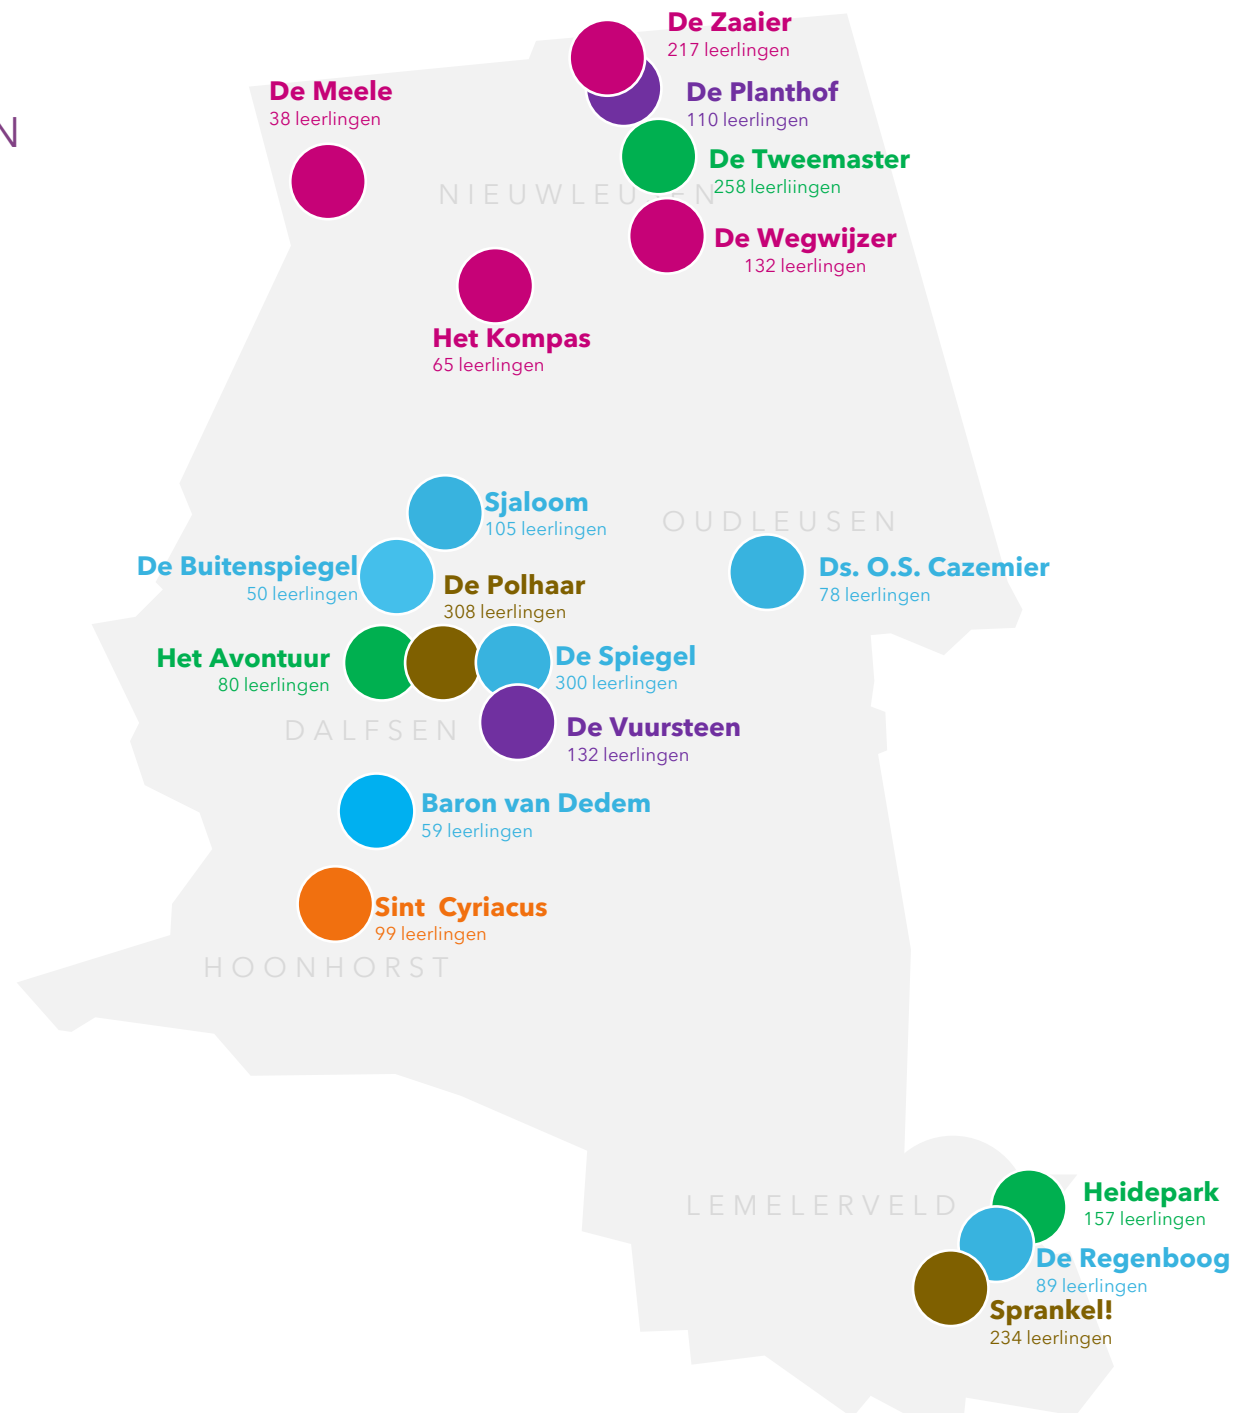 De Zaaier
217 leerlingen
De Meele
38 leerlingen
De Planthof
110 leerlingen
N
De Tweemaster
258 leerliingen
NIEUWLEUSEN
De Wegwijzer
132 leerlingen
Het Kompas
65 leerlingen
Sjaloom
105 leerlingen
OUDLEUSEN
De Buitenspiegel
50 leerlingen
Ds. O.S. Cazemier
78 leerlingen
De Polhaar
308 leerlingen
Het Avontuur
80 leerlingen
De Spiegel
300 leerlingen
DALFSEN
De Vuursteen
132 leerlingen
Baron van Dedem
59 leerlingen
Sint Cyriacus
99 leerlingen
HOONHORST
Heidepark
157 leerlingen
LEMELERVELD
De Regenboog
89 leerlingen
Sprankel!
234 leerlingen